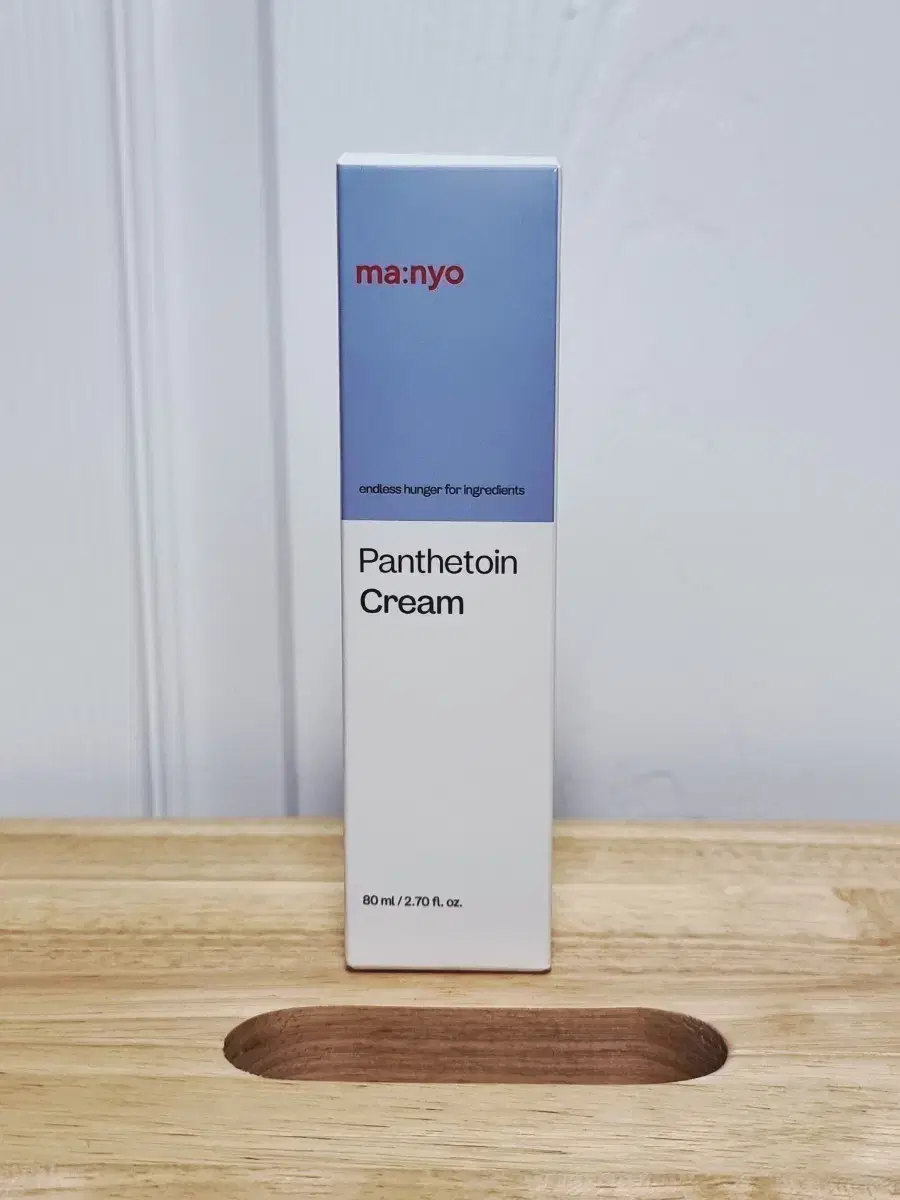 ma:nyo
endless hunger for ingredients
Panthetoin
Cream
80 ml / 2.70 fl. oz.